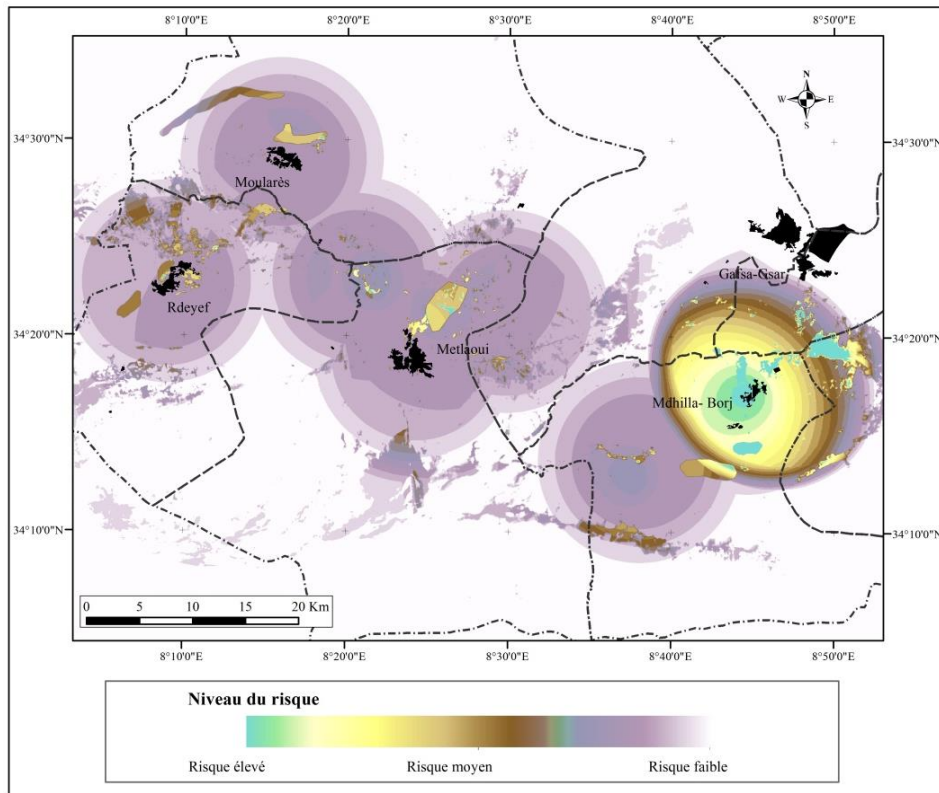 8°10'0"E 8°20'0"E 8°30'0"E 8°40'0"E 8°50'0"E
N
W E
S
34°30'0"N 34°30'0"N
Moularès
Gafsa-Gsar
Rdeyef
34°20'0"N 34°20'0"N
Metlaoui
Mdhilla- Borj
34°10'0"N 34°10'0"N
0 5 10 15 20 Km
8°10'0"E 8°20'0"E 8°30'0"E 8°40'0"E 8°50'0"E
Niveau du risque
Risque élevé Risque moyen Risque faible